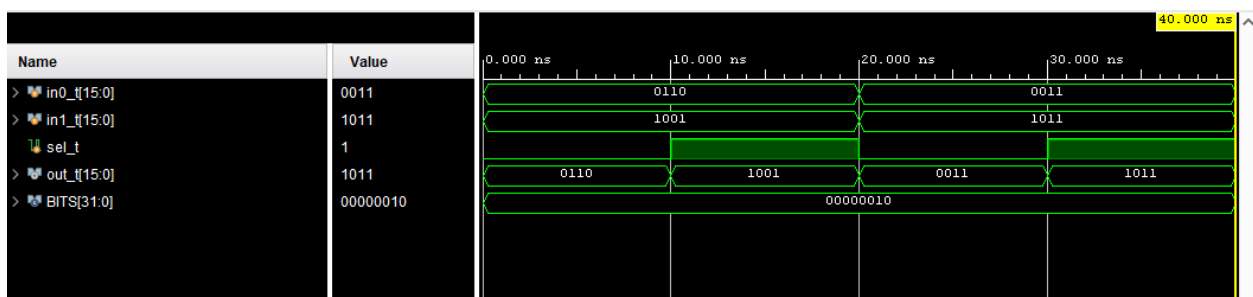 40.000 ns
Name Value 0.000 ns 10.000 ns 20.000 ns 30.000 ns
> in0_t[15:0] 0011 0110 0011
> in1_t[15:0] 1011 1001 1011
sel_t 1
> out_t[15:0] 1011 0110 1001 0011 1011
> BITS[31:0] 00000010 00000010